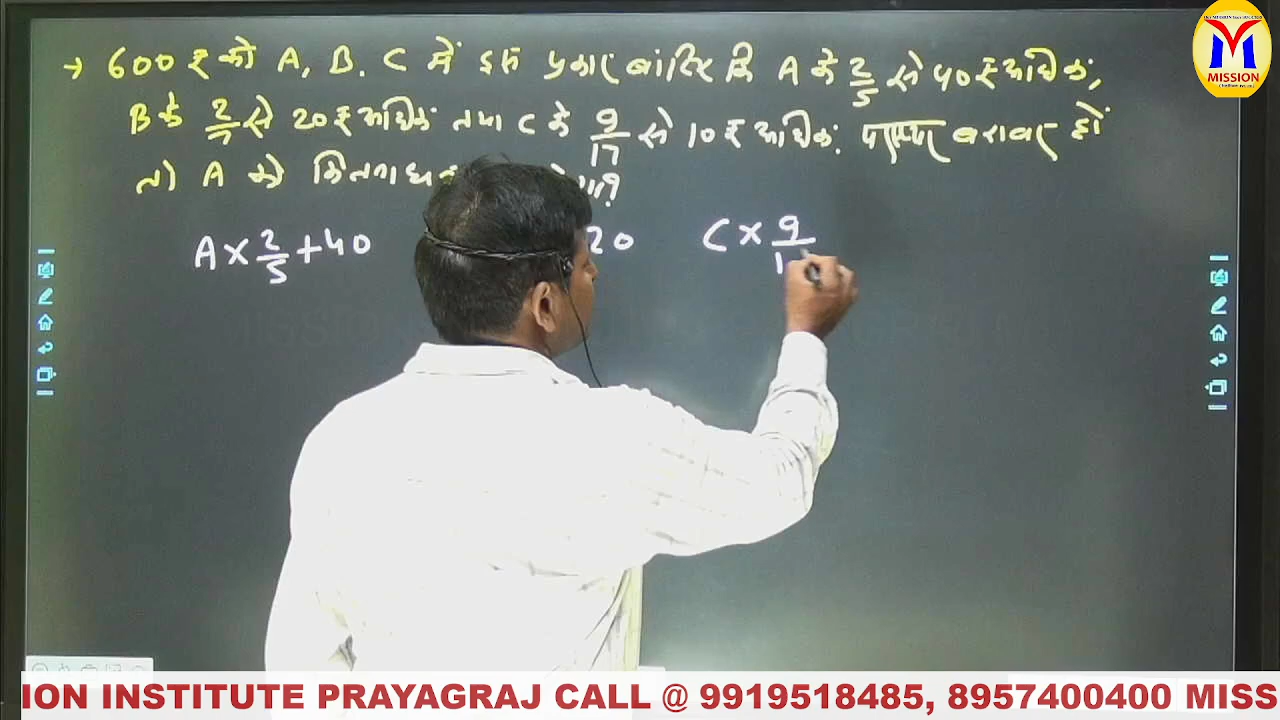 → 600 ₹ को A, B, C में इस प्रकार बांटिए कि A के 2/5 से 40 ₹ अधिक,
B के 2/7 से 20 ₹ अधिक तथा C के 9/17 से 10 ₹ अधिक परस्पर बराबर हों
तो A को कितना
A × 2/5 + 40 20 C × 9/1
MISSION
ION INSTITUTE PRAYAGRAJ CALL @ 9919518485, 8957400400 MISS